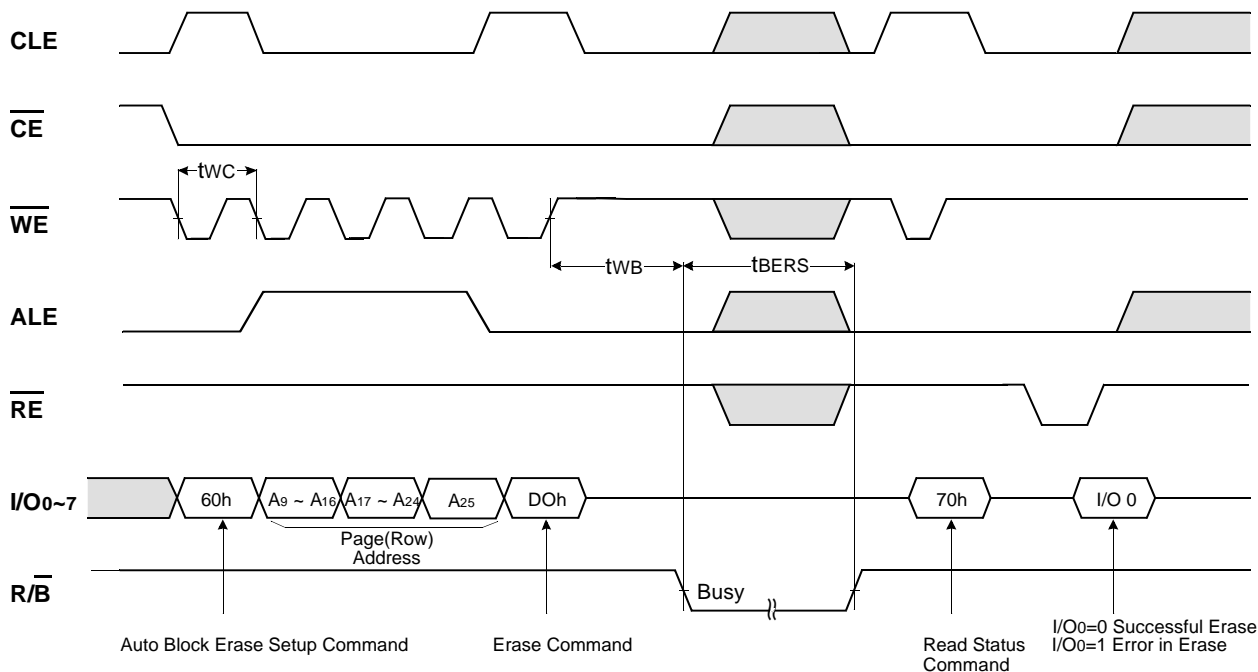 CLE
CE
tWC
WE
tWB
tBERS
ALE
RE
I/O0~7
60h
A9 ~ A16
A17 ~ A24
A25
DOh
70h
I/O 0
Page(Row)
Address
R/B
Busy
Auto Block Erase Setup Command
Erase Command
Read Status
Command
I/O0=0 Successful Erase
I/O0=1 Error in Erase